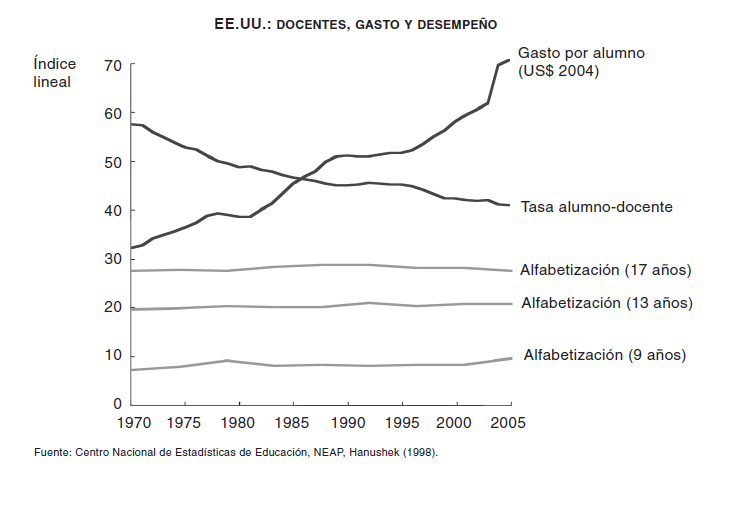 EE.UU.: DOCENTES, GASTO Y DESEMPEÑO
Índice
lineal
70
60
50
40
30
20
10
0
Gasto por alumno
(US$ 2004)
Tasa alumno-docente
Alfabetización (17 años)
Alfabetización (13 años)
Alfabetización (9 años)
1970 1975 1980 1985 1990 1995 2000 2005
Fuente: Centro Nacional de Estadísticas de Educación, NEAP, Hanushek (1998).